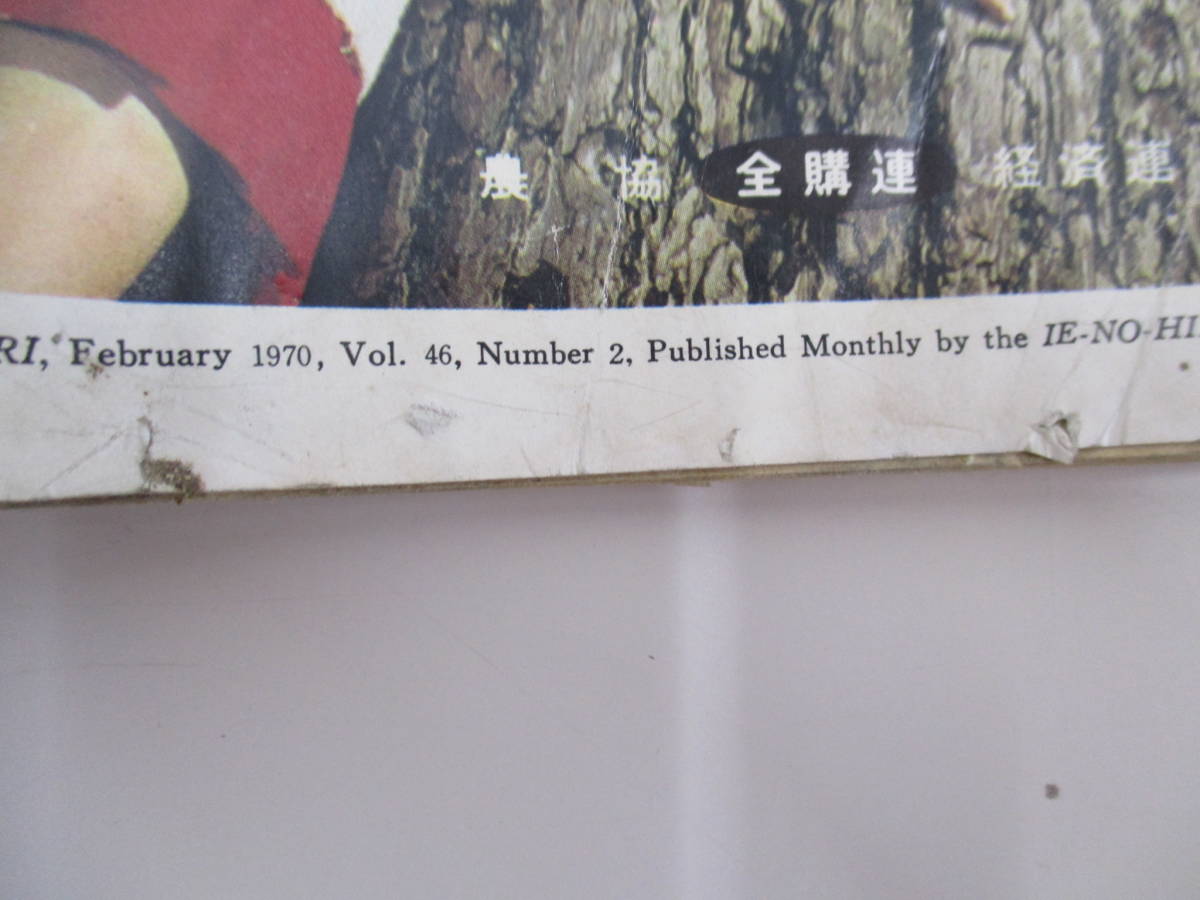 農 協 全購連 経済連
RI, February 1970, Vol. 46, Number 2, Published Monthly by the IE-NO-HI